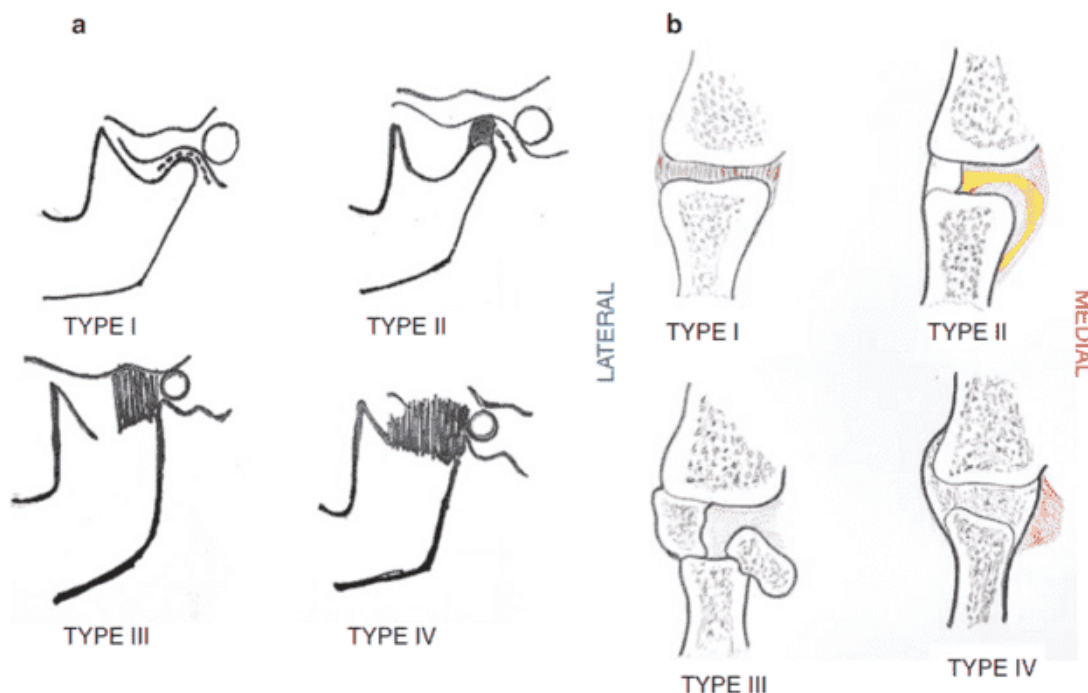 a
TYPE I
TYPE II
TYPE III
TYPE IV
b
LATERAL
MEDIAL
TYPE I
TYPE II
TYPE III
TYPE IV